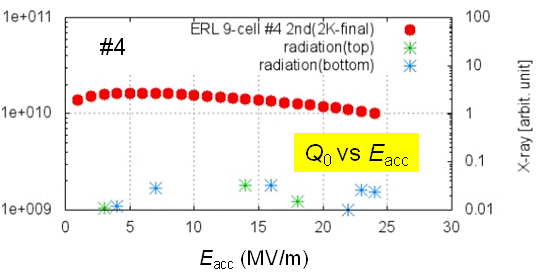 1e+011
1e+010
1e+009
#4
ERL 9-cell #4 2nd(2K-final)
radiation(top)
radiation(bottom)
Q0 vs Eacc
100
10
1
0.1
0.01
X-ray [arbit. unit]
0 5 10 15 20 25 30
Eacc (MV/m)